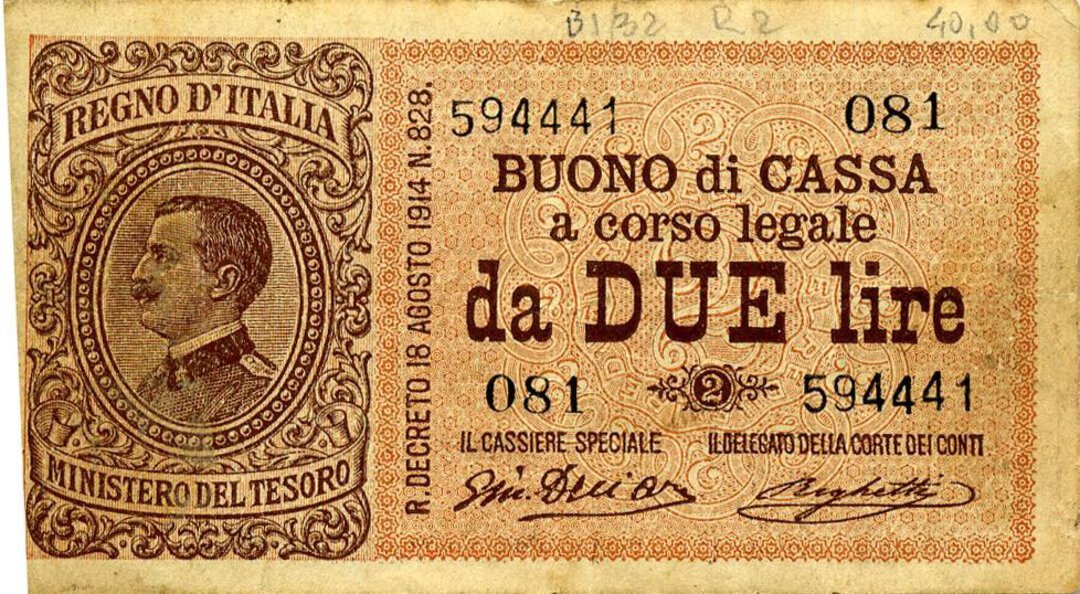 B1/32 R2 40,00
REGNO D'ITALIA
MINISTERO DEL TESORO
R. DECRETO 18 AGOSTO 1914 N. 828.
594441 081
BUONO di CASSA
a corso legale
da DUE lire
081 2 594441
IL CASSIERE SPECIALE IL DELEGATO DELLA CORTE DEI CONTI
Righetti